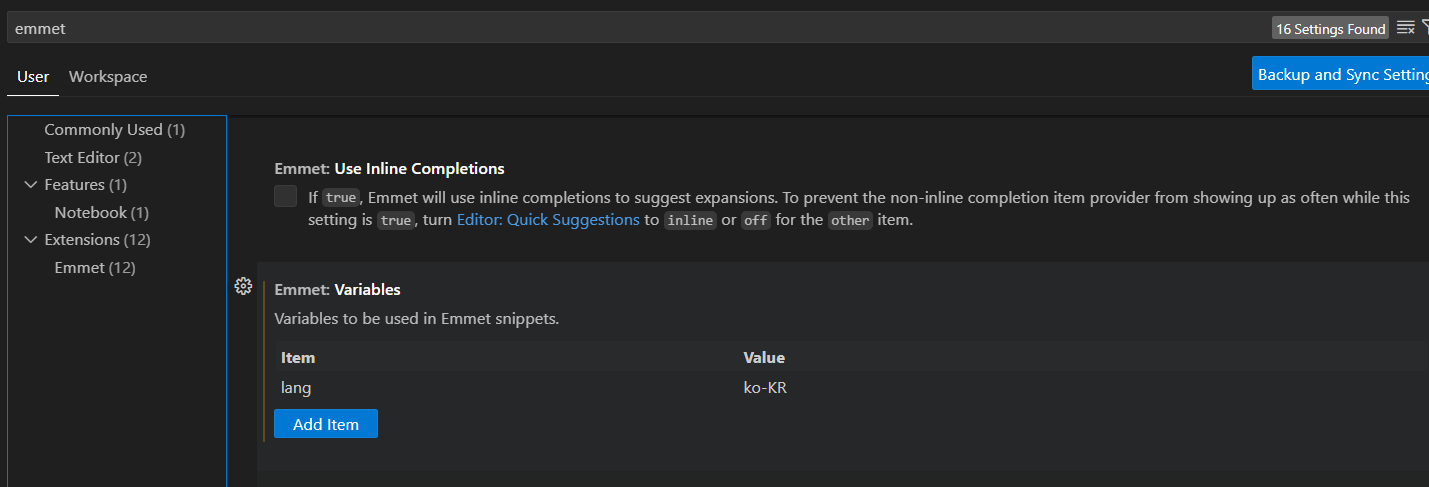 emmet
16 Settings Found
User
Workspace
Backup and Sync Setting
Commonly Used (1)
Text Editor (2)
Features (1)
Notebook (1)
Extensions (12)
Emmet (12)
Emmet: Use Inline Completions
If true, Emmet will use inline completions to suggest expansions. To prevent the non-inline completion item provider from showing up as often while this
setting is true, turn Editor: Quick Suggestions to inline or off for the other item.
Emmet: Variables
Variables to be used in Emmet snippets.
Item Value
lang ko-KR
Add Item